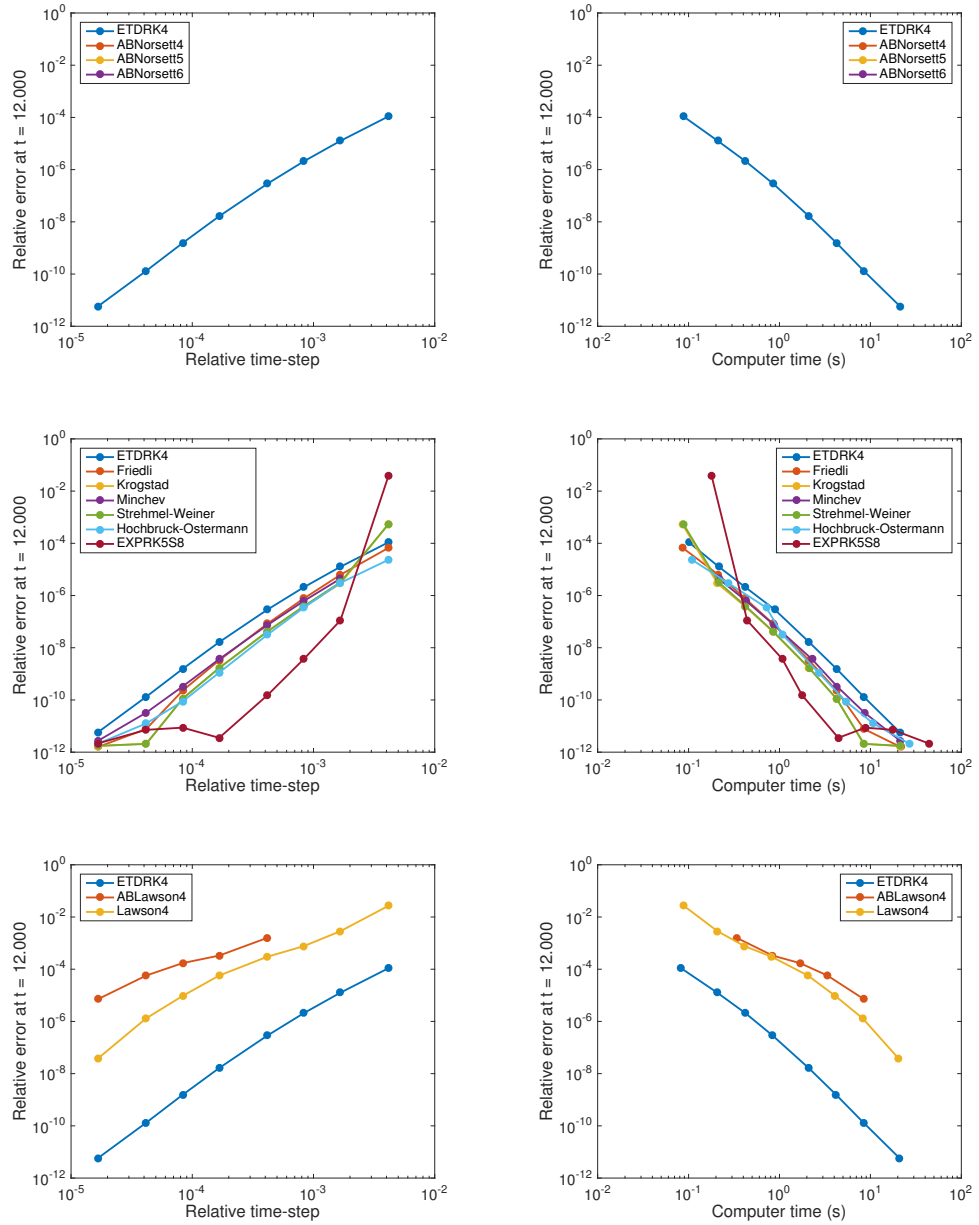 ETDRK4
ABNorsett4
ABNorsett5
ABNorsett6
Relative error at t = 12.000
10^0
10^-2
10^-4
10^-6
10^-8
10^-10
10^-12
10^-5
10^-4
10^-3
10^-2
Relative time-step
ETDRK4
ABNorsett4
ABNorsett5
ABNorsett6
Relative error at t = 12.000
10^0
10^-2
10^-4
10^-6
10^-8
10^-10
10^-12
10^-2
10^-1
10^0
10^1
10^2
Computer time (s)
ETDRK4
Friedli
Krogstad
Minchev
Strehmel-Weiner
Hochbruck-Ostermann
EXPRK5S8
Relative error at t = 12.000
10^0
10^-2
10^-4
10^-6
10^-8
10^-10
10^-12
10^-5
10^-4
10^-3
10^-2
Relative time-step
ETDRK4
Friedli
Krogstad
Minchev
Strehmel-Weiner
Hochbruck-Ostermann
EXPRK5S8
Relative error at t = 12.000
10^0
10^-2
10^-4
10^-6
10^-8
10^-10
10^-12
10^-2
10^-1
10^0
10^1
10^2
Computer time (s)
ETDRK4
ABLawson4
Lawson4
Relative error at t = 12.000
10^0
10^-2
10^-4
10^-6
10^-8
10^-10
10^-12
10^-5
10^-4
10^-3
10^-2
Relative time-step
ETDRK4
ABLawson4
Lawson4
Relative error at t = 12.000
10^0
10^-2
10^-4
10^-6
10^-8
10^-10
10^-12
10^-2
10^-1
10^0
10^1
10^2
Computer time (s)